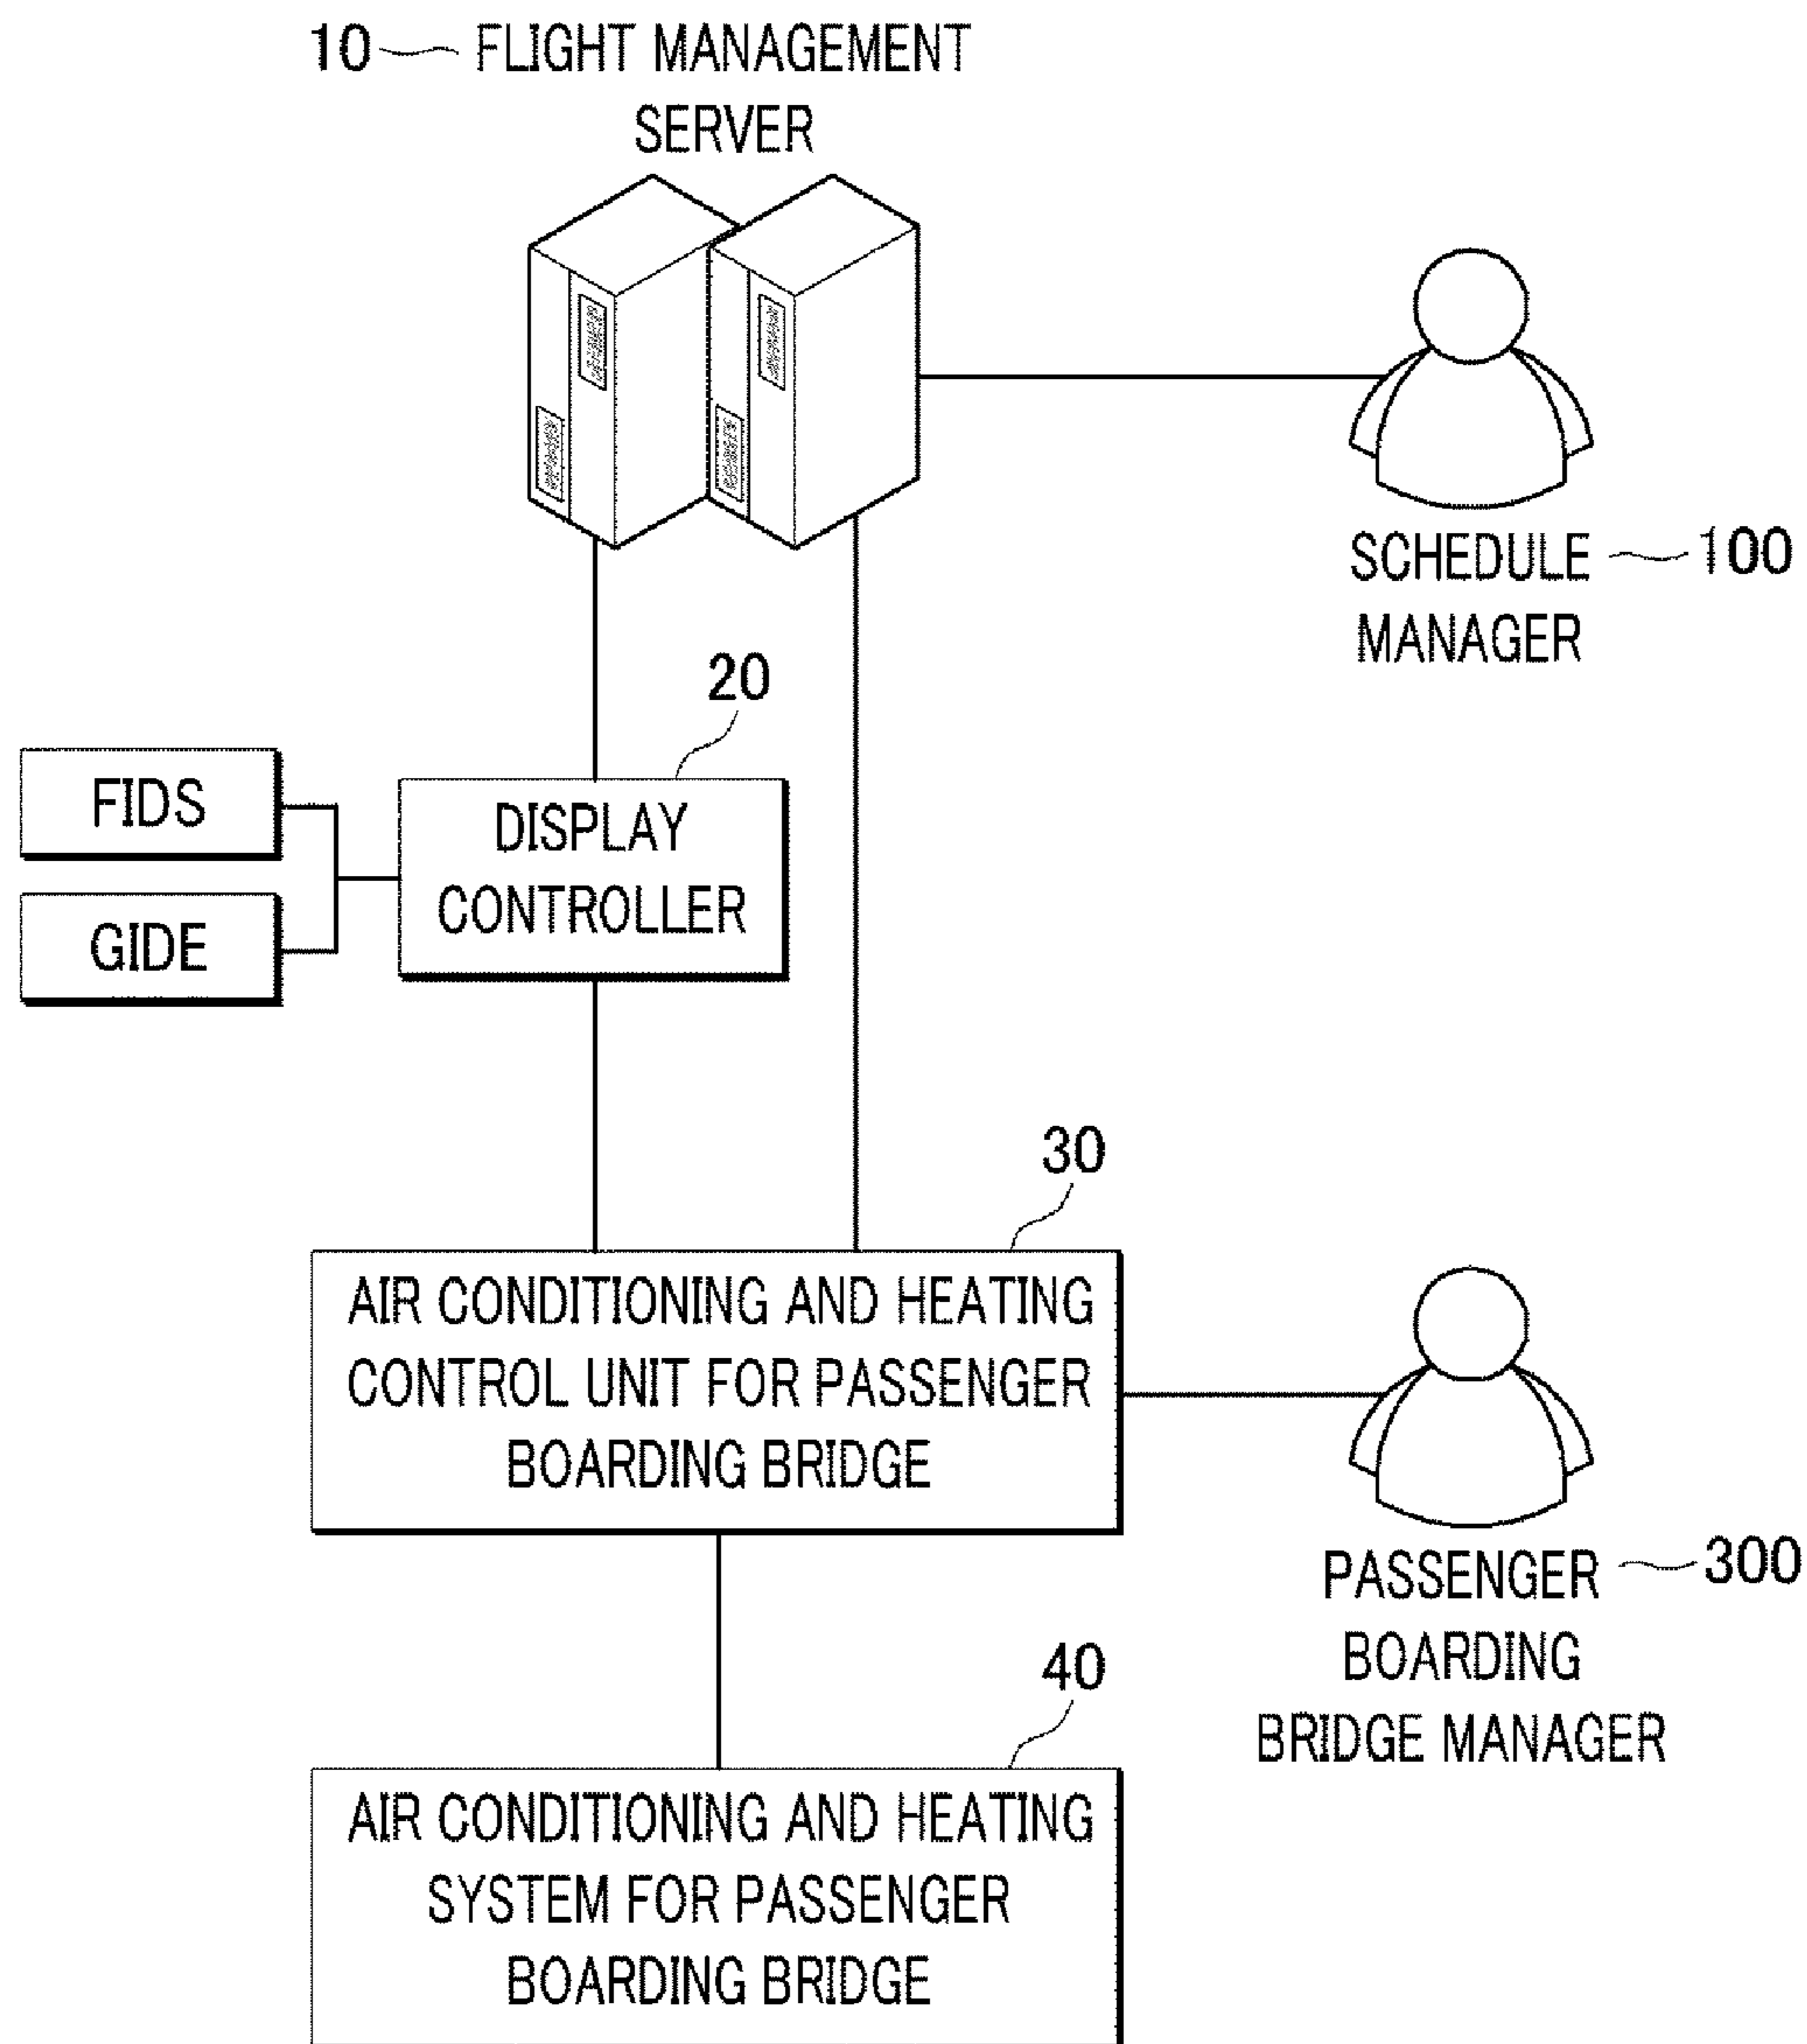 10 FLIGHT MANAGEMENT
SERVER
SCHEDULE 100
MANAGER
20
FIDS
GIDE
DISPLAY
CONTROLLER
30
AIR CONDITIONING AND HEATING
CONTROL UNIT FOR PASSENGER
BOARDING BRIDGE
PASSENGER 300
BOARDING
BRIDGE MANAGER
40
AIR CONDITIONING AND HEATING
SYSTEM FOR PASSENGER
BOARDING BRIDGE